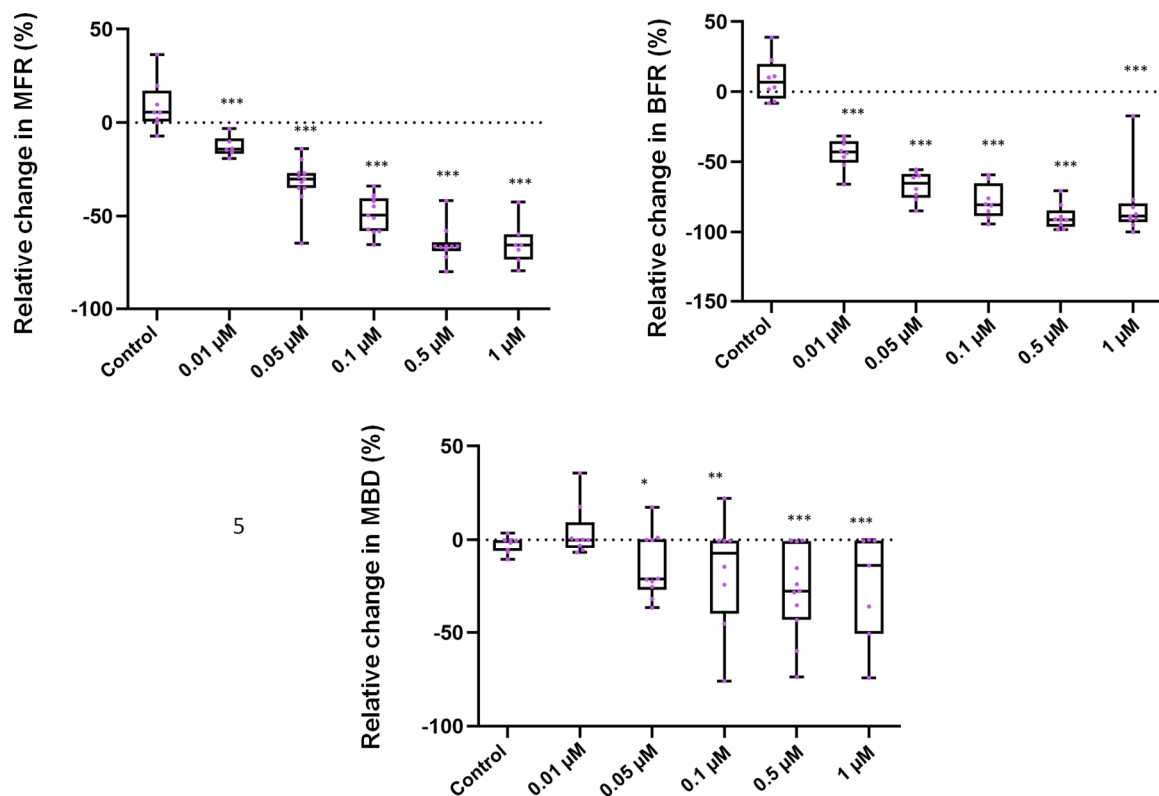 Relative change in MFR (%)
50
0
-50
-100
***
***
***
***
***
Control
0.01 µM
0.05 µM
0.1 µM
0.5 µM
1 µM
Relative change in BFR (%)
50
0
-50
-100
-150
***
***
***
***
***
Control
0.01 µM
0.05 µM
0.1 µM
0.5 µM
1 µM
5
Relative change in MBD (%)
50
0
-50
-100
*
**
***
***
Control
0.01 µM
0.05 µM
0.1 µM
0.5 µM
1 µM